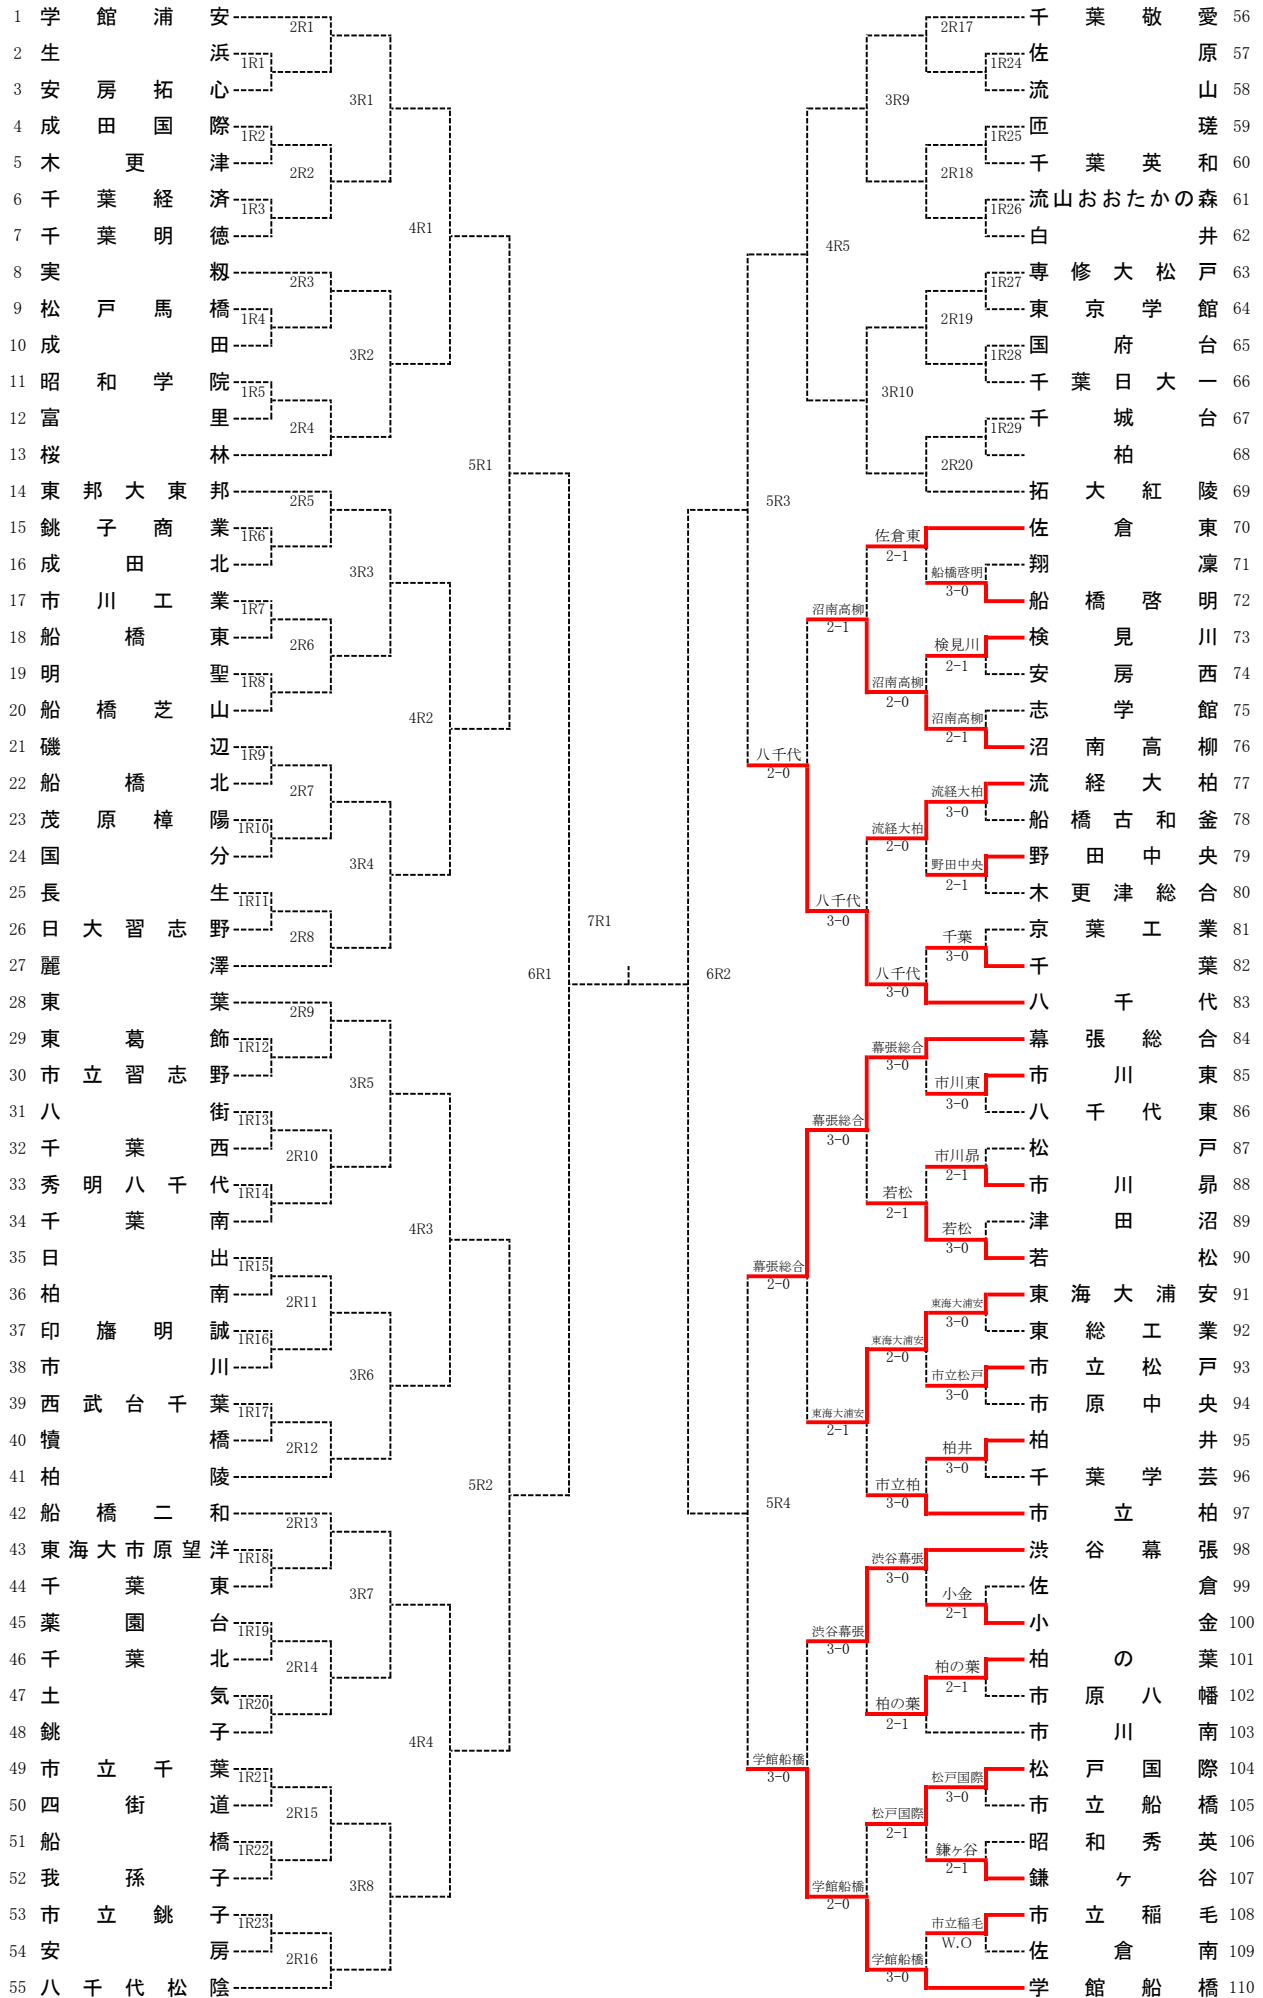 1 学館浦安
2 生浜
3 安房拓心
4 成田国際
5 木更津
6 千葉経済
7 千葉明徳
8 実籾
9 松戸馬橋
10 成田
11 昭和学院
12 富里
13 桜林
14 東邦大東邦
15 銚子商業
16 成田北
17 市川工業
18 船橋東
19 明聖
20 船橋芝山
21 磯辺
22 船橋北
23 茂原樟陽
24 国分
25 長生
26 日大習志野
27 麗澤
28 東葉
29 東葛飾
30 市立習志野
31 八街
32 千葉西
33 秀明八千代
34 千葉南
35 日出
36 柏南
37 印旛明誠
38 市川
39 西武台千葉
40 犢橋
41 柏陵
42 船橋二和
43 東海大市原望洋
44 千葉東
45 薬園台
46 千葉北
47 土気
48 銚子
49 市立千葉
50 四街道
51 船橋
52 我孫子
53 市立銚子
54 安房
55 八千代松陰
1R1
1R2
1R3
1R4
1R5
1R6
1R7
1R8
1R9
1R10
1R11
1R12
1R13
1R14
1R15
1R16
1R17
1R18
1R19
1R20
1R21
1R22
1R23
2R1
2R2
2R3
2R4
2R5
2R6
2R7
2R8
2R9
2R10
2R11
2R12
2R13
2R14
2R15
2R16
3R1
3R2
3R3
3R4
3R5
3R6
3R7
3R8
4R1
4R2
4R3
4R4
5R1
5R2
6R1
7R1
6R2
5R3
5R4
4R5
八千代
2-0
幕張総合
2-0
学館船橋
3-0
3R9
3R10
沼南高柳
2-1
八千代
3-0
幕張総合
3-0
東海大浦安
2-1
渋谷幕張
3-0
学館船橋
2-0
2R17
2R18
2R19
2R20
佐倉東
2-1
沼南高柳
2-0
流経大柏
2-0
八千代
3-0
幕張総合
3-0
若松
2-1
東海大浦安
2-0
市立柏
3-0
渋谷幕張
3-0
柏の葉
2-1
松戸国際
2-1
学館船橋
3-0
1R24
1R25
1R26
1R27
1R28
1R29
船橋啓明
3-0
検見川
2-1
沼南高柳
2-1
流経大柏
3-0
野田中央
2-1
千葉
3-0
市川東
3-0
市川昴
2-1
若松
3-0
東海大浦安
3-0
市立松戸
3-0
柏井
3-0
小金
2-1
柏の葉
2-1
松戸国際
3-0
鎌ヶ谷
2-1
市立稲毛
W.O
千葉敬愛 56
佐原 57
流山 58
匝瑳 59
千葉英和 60
流山おおたかの森 61
白井 62
専修大松戸 63
東京学館 64
国府台 65
千葉日大一 66
千城台 67
柏 68
拓大紅陵 69
佐倉東 70
翔凜 71
船橋啓明 72
検見川 73
安房西 74
志学館 75
沼南高柳 76
流経大柏 77
船橋古和釜 78
野田中央 79
木更津総合 80
京葉工業 81
千葉 82
八千代 83
幕張総合 84
市川東 85
八千代東 86
松戸 87
市川昴 88
津田沼 89
若松 90
東海大浦安 91
東総工業 92
市立松戸 93
市原中央 94
柏井 95
千葉学芸 96
市立柏 97
渋谷幕張 98
佐倉 99
小金 100
柏の葉 101
市原八幡 102
市川南 103
松戸国際 104
市立船橋 105
昭和秀英 106
鎌ヶ谷 107
市立稲毛 108
佐倉南 109
学館船橋 110